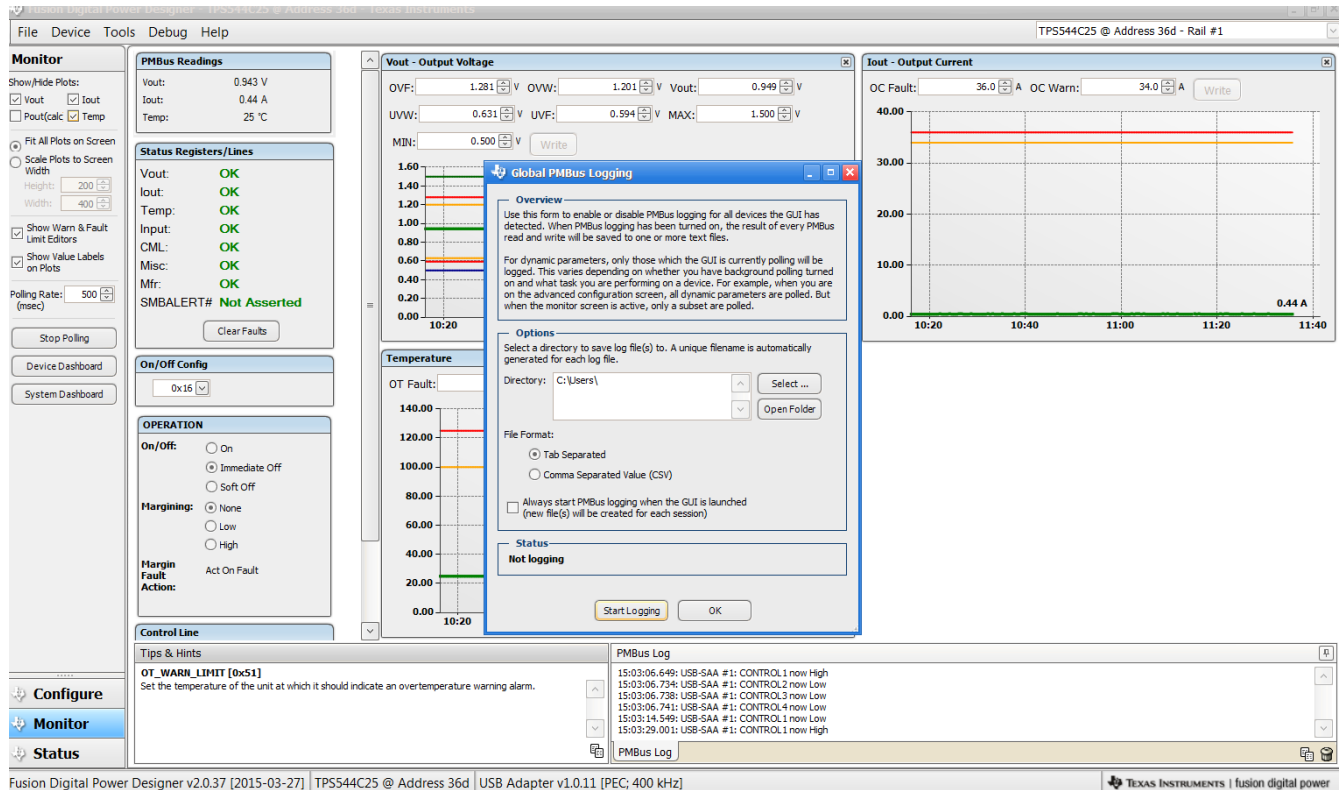 Fusion Digital Power Designer - TPS544C25 @ Address 36d - Texas Instruments
File Device Tools Debug Help
TPS544C25 @ Address 36d - Rail #1
Monitor
Show/Hide Plots:
Vout Iout
Pout(calc Temp
Fit All Plots on Screen
Scale Plots to Screen
Width
Height: 200
Width: 400
Show Warn & Fault
Limit Editors
Show Value Labels
on Plots
Polling Rate: 500
(msec)
Stop Polling
Device Dashboard
System Dashboard
Configure
Monitor
Status
PMBus Readings
Vout: 0.943 V
Iout: 0.44 A
Temp: 25 °C
Status Registers/Lines
Vout: OK
Iout: OK
Temp: OK
Input: OK
CML: OK
Misc: OK
Mfr: OK
SMBALERT# Not Asserted
Clear Faults
On/Off Config
0x16
OPERATION
On/Off: On
Immediate Off
Soft Off
Margining: None
Low
High
Margin
Fault
Action:
Act On Fault
Control Line
Vout - Output Voltage
OVF: 1.281 V OVW: 1.201 V Vout: 0.949 V
UVW: 0.631 V UVF: 0.594 V MAX: 1.500 V
MIN: 0.500 V Write
1.60
1.40
1.20
1.00
0.80
0.60
0.40
0.20
0.00
10:20
Temperature
OT Fault:
140.00
120.00
100.00
80.00
60.00
40.00
20.00
0.00
10:20
Iout - Output Current
OC Fault: 36.0 A OC Warn: 34.0 A Write
40.00
30.00
20.00
10.00
0.00
0.44 A
10:20 10:40 11:00 11:20 11:40
Global PMBus Logging
Overview
Use this form to enable or disable PMBus logging for all devices the GUI has
detected. When PMBus logging has been turned on, the result of every PMBus
read and write will be saved to one or more text files.
For dynamic parameters, only those which the GUI is currently polling will be
logged. This varies depending on whether you have background polling turned
on and what task you are performing on a device. For example, when you are
on the advanced configuration screen, all dynamic parameters are polled. But
when the monitor screen is active, only a subset are polled.
Options
Select a directory to save log file(s) to. A unique filename is automatically
generated for each log file.
Directory: C:\Users\
Select ...
Open Folder
File Format:
Tab Separated
Comma Separated Value (CSV)
Always start PMBus logging when the GUI is launched
(new file(s) will be created for each session)
Status
Not logging
Start Logging OK
Tips & Hints
OT_WARN_LIMIT [0x51]
Set the temperature of the unit at which it should indicate an overtemperature warning alarm.
PMBus Log
15:03:06.649: USB-SAA #1: CONTROL1 now High
15:03:06.734: USB-SAA #1: CONTROL2 now Low
15:03:06.738: USB-SAA #1: CONTROL3 now Low
15:03:06.741: USB-SAA #1: CONTROL4 now Low
15:03:14.549: USB-SAA #1: CONTROL1 now Low
15:03:29.001: USB-SAA #1: CONTROL1 now High
PMBus Log
Fusion Digital Power Designer v2.0.37 [2015-03-27] TPS544C25 @ Address 36d USB Adapter v1.0.11 [PEC; 400 kHz]
TEXAS INSTRUMENTS | fusion digital power